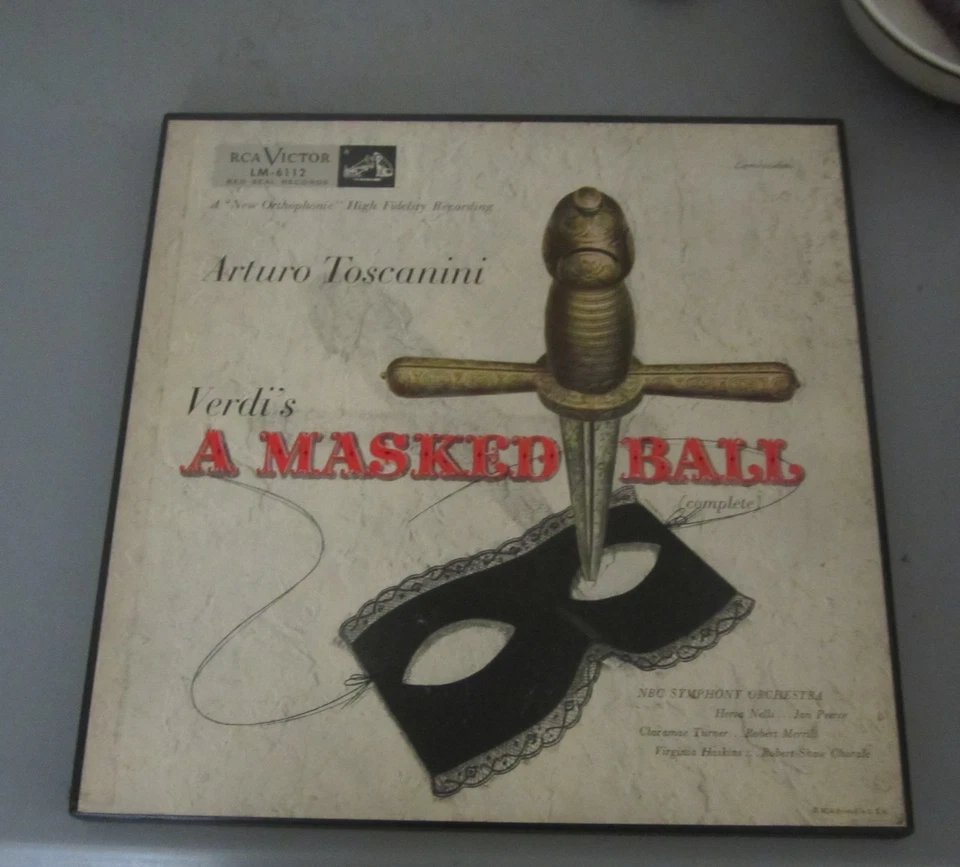 RCA VICTOR
LM-6112
RED SEAL RECORDS
A "New Orthophonic" High Fidelity Recording
Arturo Toscanini
Verdi's
A MASKED BALL
(complete)
NBC SYMPHONY ORCHESTRA
Herva Nelli . . Jan Peerce
Claramae Turner . . Robert Merrill
Virginia Haskins . . Robert Shaw Chorale